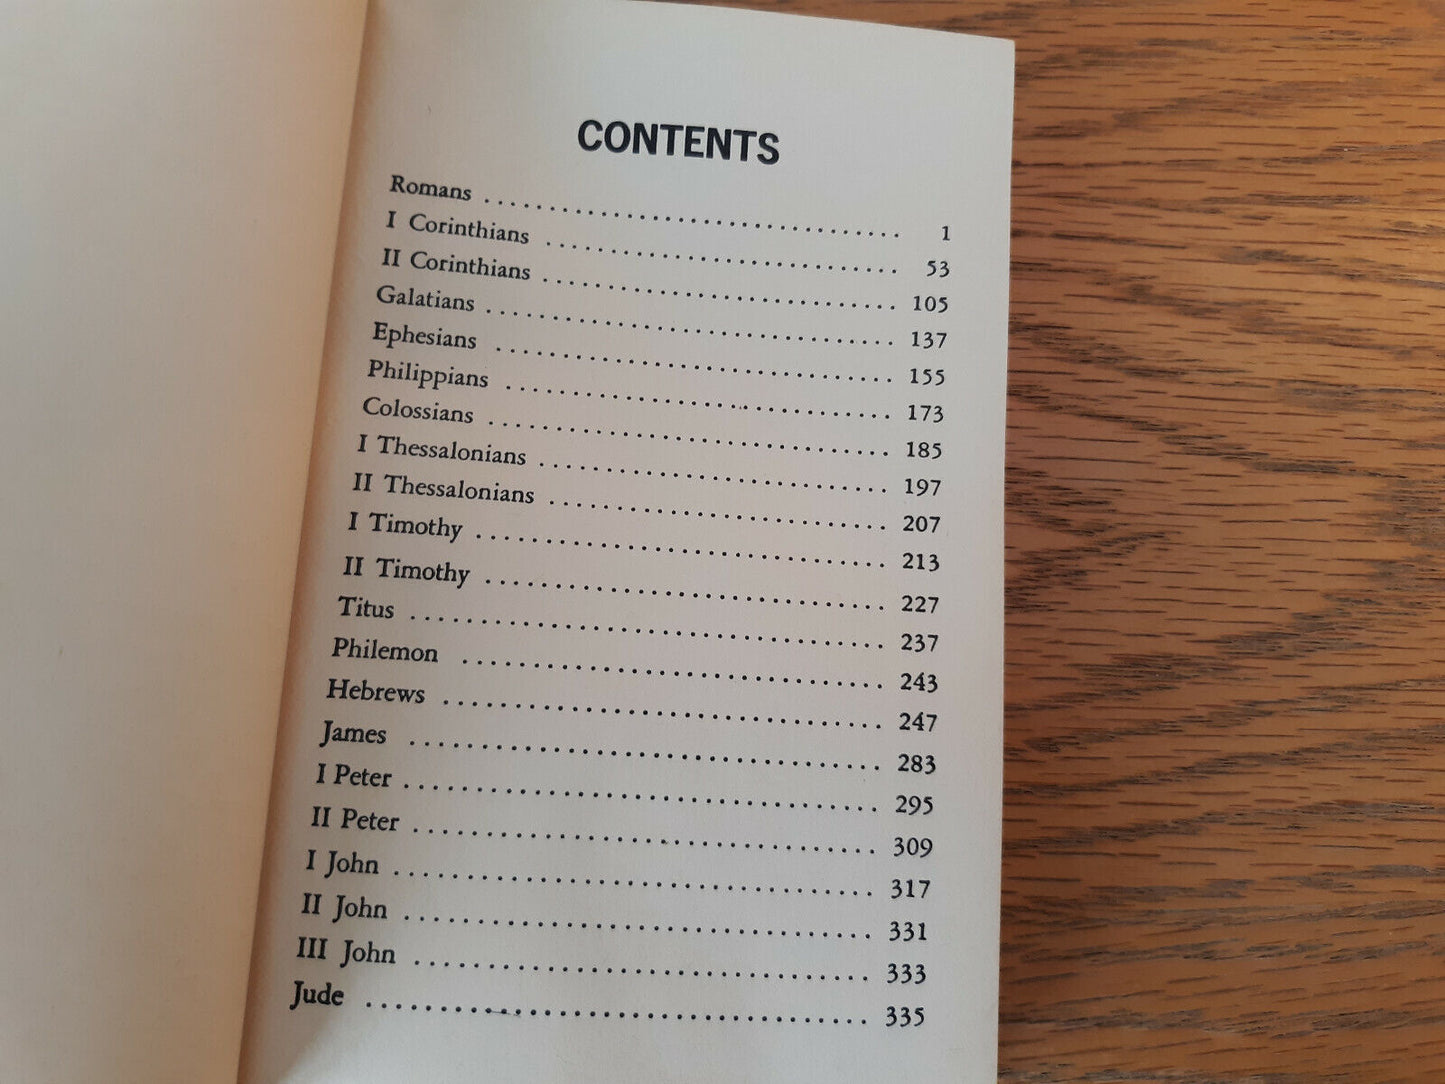 CONTENTS
Romans . . . . . . . . . . . . . . . . . . . . . . . . . . . . . . . . 1
I Corinthians . . . . . . . . . . . . . . . . . . . . . . . . . . . . 53
II Corinthians . . . . . . . . . . . . . . . . . . . . . . . . . . . . 105
Galatians . . . . . . . . . . . . . . . . . . . . . . . . . . . . . . . . 137
Ephesians . . . . . . . . . . . . . . . . . . . . . . . . . . . . . . . 155
Philippians . . . . . . . . . . . . . . . . . . . . . . . . . . . . . . 173
Colossians . . . . . . . . . . . . . . . . . . . . . . . . . . . . . . . 185
I Thessalonians . . . . . . . . . . . . . . . . . . . . . . . . . . . 197
II Thessalonians . . . . . . . . . . . . . . . . . . . . . . . . . . 207
I Timothy . . . . . . . . . . . . . . . . . . . . . . . . . . . . . . . . 213
II Timothy . . . . . . . . . . . . . . . . . . . . . . . . . . . . . . . 227
Titus . . . . . . . . . . . . . . . . . . . . . . . . . . . . . . . . . . . . 237
Philemon . . . . . . . . . . . . . . . . . . . . . . . . . . . . . . . . 243
Hebrews . . . . . . . . . . . . . . . . . . . . . . . . . . . . . . . . . 247
James . . . . . . . . . . . . . . . . . . . . . . . . . . . . . . . . . . . 283
I Peter . . . . . . . . . . . . . . . . . . . . . . . . . . . . . . . . . . 295
II Peter . . . . . . . . . . . . . . . . . . . . . . . . . . . . . . . . . 309
I John . . . . . . . . . . . . . . . . . . . . . . . . . . . . . . . . . . . 317
II John . . . . . . . . . . . . . . . . . . . . . . . . . . . . . . . . . . 331
III John . . . . . . . . . . . . . . . . . . . . . . . . . . . . . . . . . 333
Jude . . . . . . . . . . . . . . . . . . . . . . . . . . . . . . . . . . . . 335